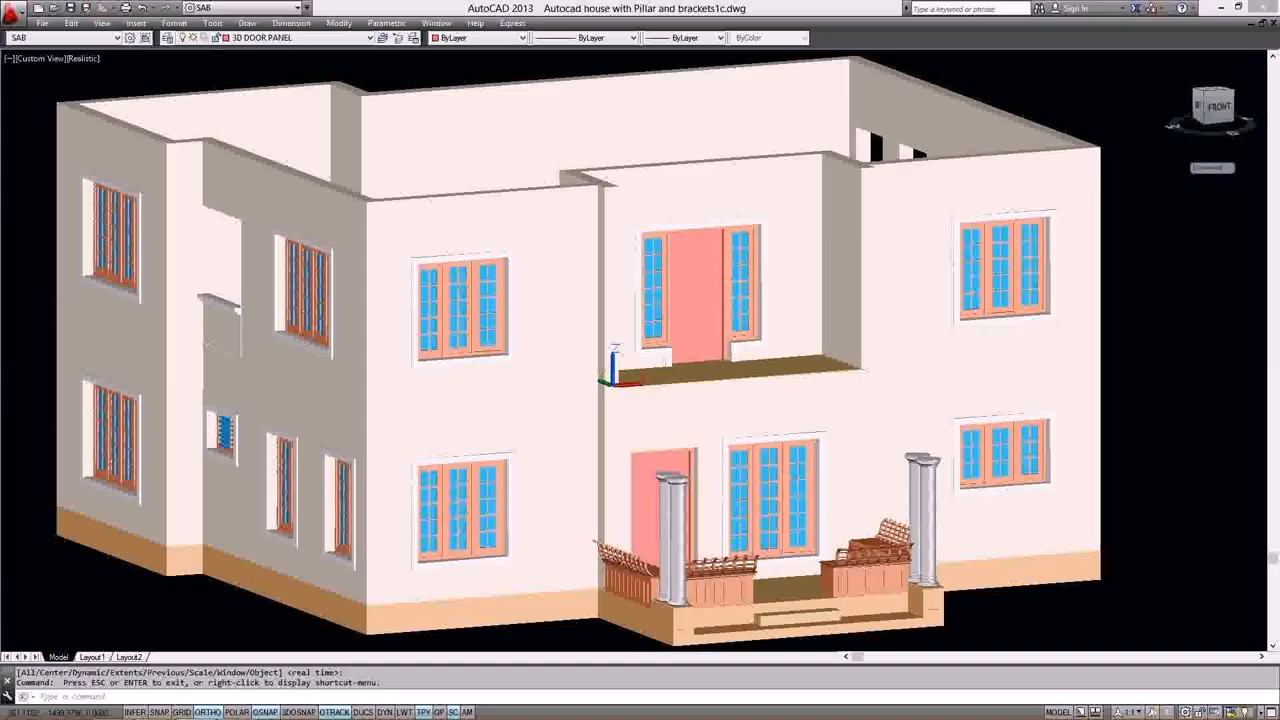 SAB
AutoCAD 2013 Autocad house with Pillar and brackets1c.dwg
Type a keyword or phrase
Sign In
File Edit View Insert Format Tools Draw Dimension Modify Parametric Window Help Express
SAB
3D DOOR PANEL
ByLayer
ByLayer
ByLayer
ByColor
[−][Custom View][Realistic]
FRONT
Z
Model Layout1 Layout2
[All/Center/Dynamic/Extents/Previous/Scale/Window/Object] <real time>:
Command: Press ESC or ENTER to exit, or right-click to display shortcut-menu.
Type a command
INFER SNAP GRID ORTHO POLAR OSNAP 3DOSNAP OTRACK DUCS DYN LWT TPY QP SC AM
MODEL
1:1